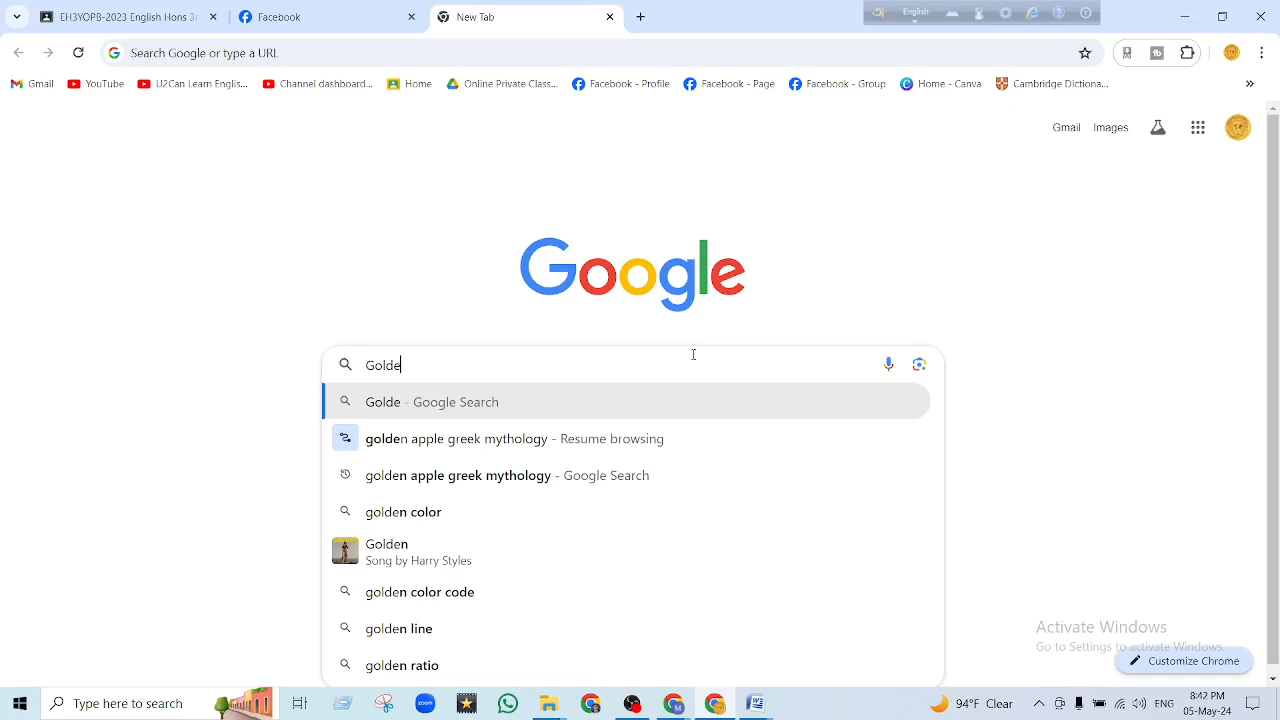 EH3YOPB-2023 English Hons 3
Facebook
New Tab
English
Search Google or type a URL
Gmail
YouTube
U2Can Learn Englis...
Channel dashboard...
Home
Online Private Class...
Facebook - Profile
Facebook - Page
Facebook - Group
Home - Canva
Cambridge Dictiona...
Gmail
Images
Google
Golde
Golde - Google Search
golden apple greek mythology - Resume browsing
golden apple greek mythology - Google Search
golden color
Golden
Song by Harry Styles
golden color code
golden line
golden ratio
Activate Windows
Go to Settings to activate Windows.
Customize Chrome
Type here to search
zoom
94°F Clear
ENG
8:42 PM
05-May-24